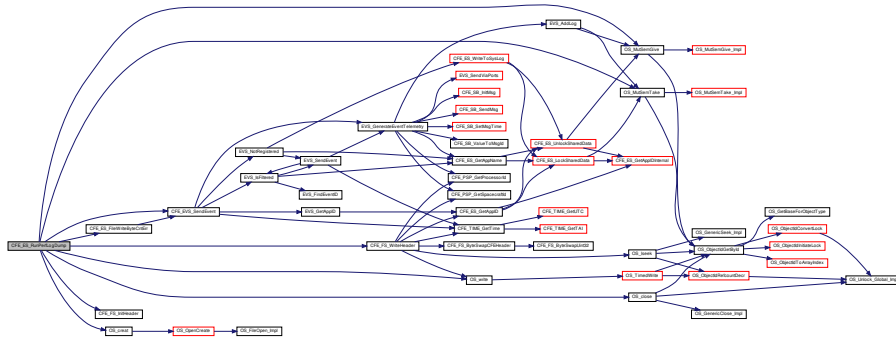 CFE_ES_RunPerfLogDump
CFE_EVS_SendEvent
CFE_ES_FileWriteByteCntErr
CFE_FS_InitHeader
OS_creat
EVS_NotRegistered
EVS_IsFiltered
EVS_SendEvent
EVS_FindEventID
EVS_GetAppID
OS_OpenCreate
OS_FileOpen_Impl
EVS_GenerateEventTelemetry
CFE_FS_WriteHeader
EVS_AddLog
CFE_ES_WriteToSysLog
EVS_SendViaPorts
CFE_SB_InitMsg
CFE_SB_SendMsg
CFE_SB_SetMsgTime
CFE_SB_ValueToMsgId
CFE_ES_GetAppName
CFE_PSP_GetProcessorId
CFE_PSP_GetSpacecraftId
CFE_ES_GetAppID
CFE_TIME_GetTime
CFE_FS_ByteSwapCFEHeader
OS_write
CFE_ES_UnlockSharedData
CFE_ES_LockSharedData
CFE_TIME_GetUTC
CFE_TIME_GetTAI
CFE_FS_ByteSwapUint32
OS_MutSemGive
OS_MutSemTake
CFE_ES_GetAppIDInternal
OS_lseek
OS_TimedWrite
OS_close
OS_MutSemGive_Impl
OS_MutSemTake_Impl
OS_GenericSeek_Impl
OS_ObjectIdGetById
OS_ObjectIdRefcountDecr
OS_GenericClose_Impl
OS_GetBaseForObjectType
OS_ObjectIdConvertLock
OS_ObjectIdInitiateLock
OS_ObjectIdToArrayIndex
OS_Unlock_Global_Impl